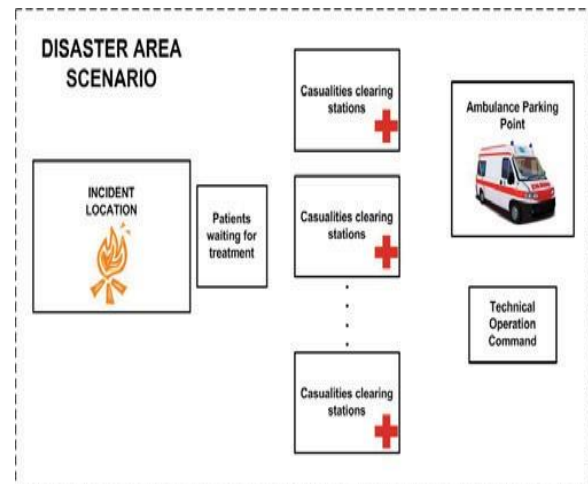 DISASTER AREA
SCENARIO
INCIDENT
LOCATION
Patients
waiting for
treatment
Casualities clearing
stations
Casualities clearing
stations
Casualities clearing
stations
Ambulance Parking
Point
Technical
Operation
Command